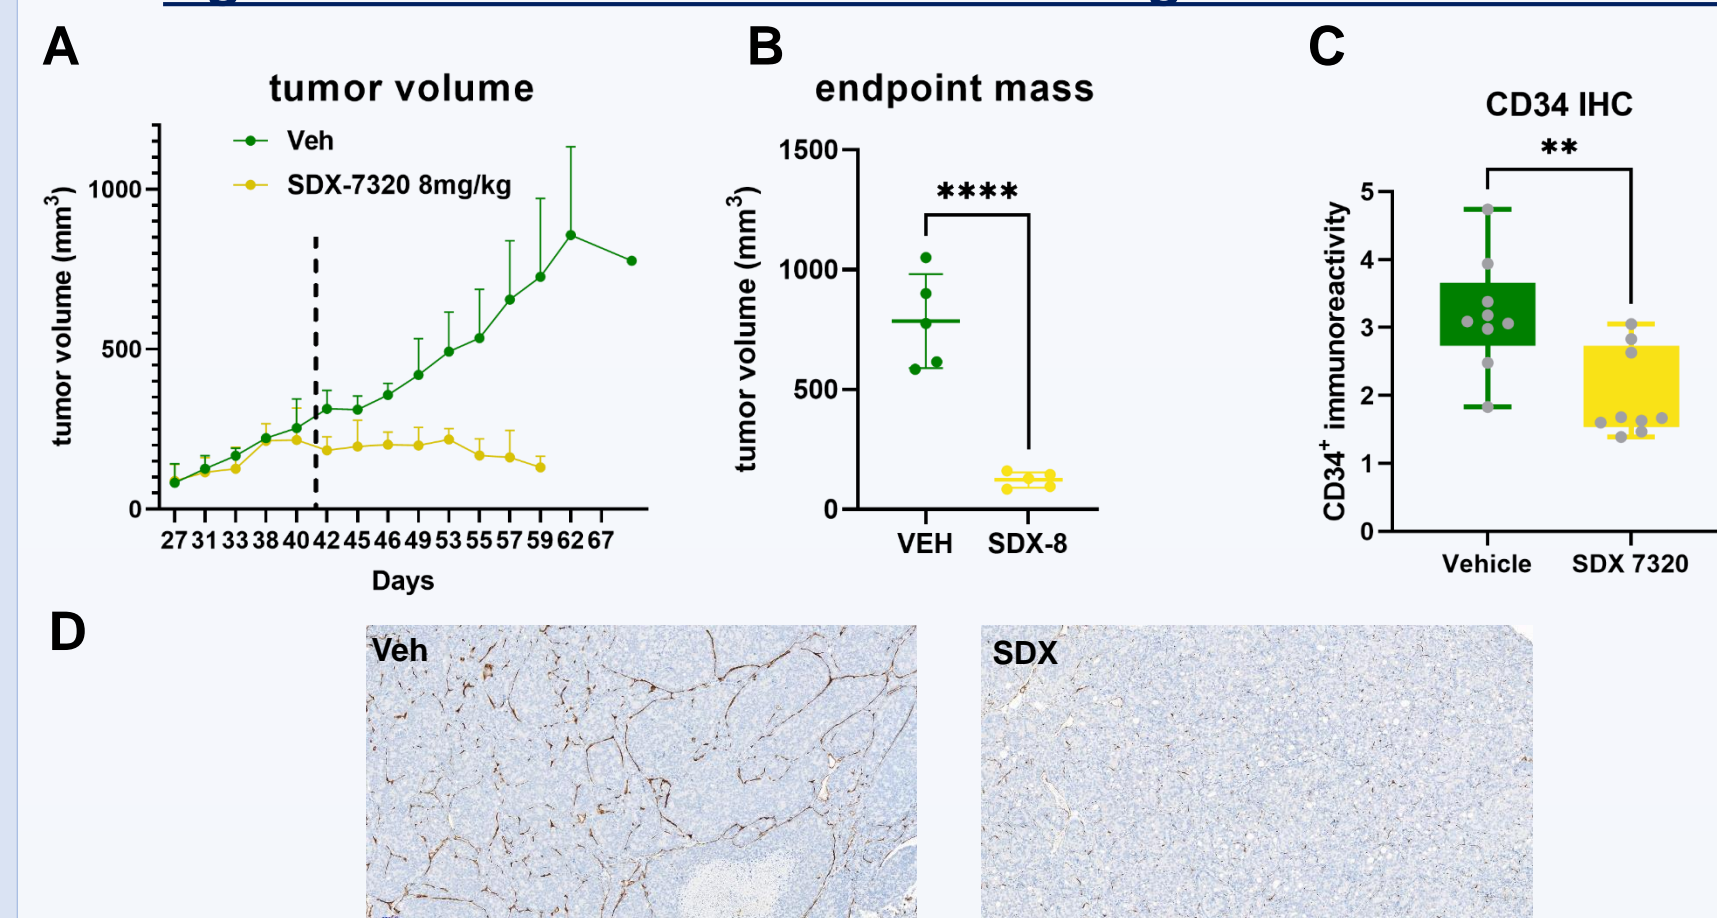 A
tumor volume
Veh
SDX-7320 8mg/kg
tumor volume (mm³)
1000
500
0
27 31 33 38 40 42 45 46 49 53 55 57 59 62 67
Days
B
endpoint mass
****
tumor volume (mm³)
1500
1000
500
0
VEH SDX-8
C
CD34 IHC
**
CD34⁺ immunoreactivity
5
4
3
2
1
0
Vehicle SDX 7320
D
Veh
SDX